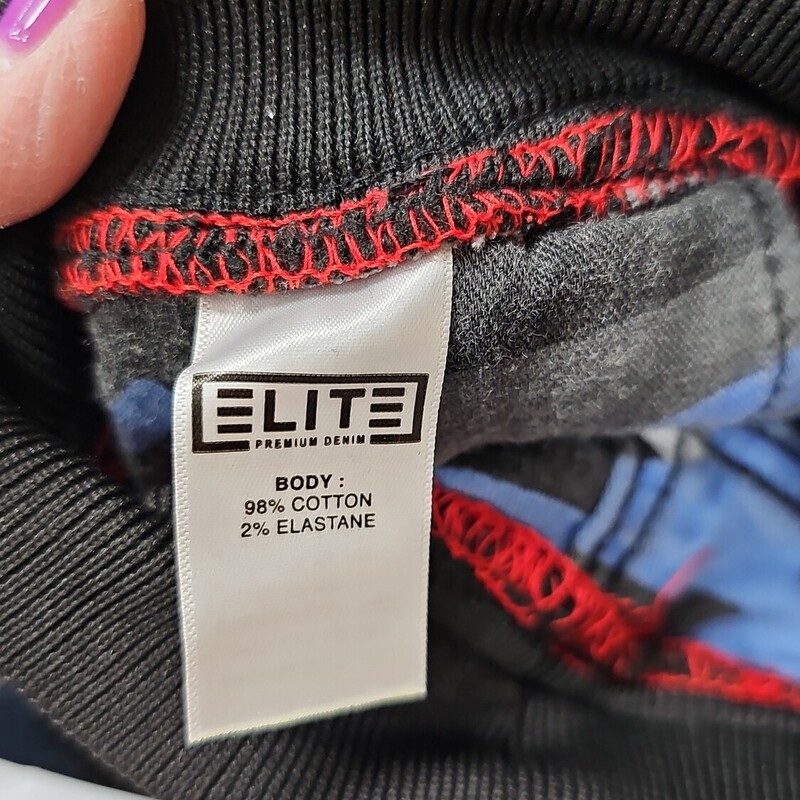 ELITE
PREMIUM DENIM
BODY :
98% COTTON
2% ELASTANE